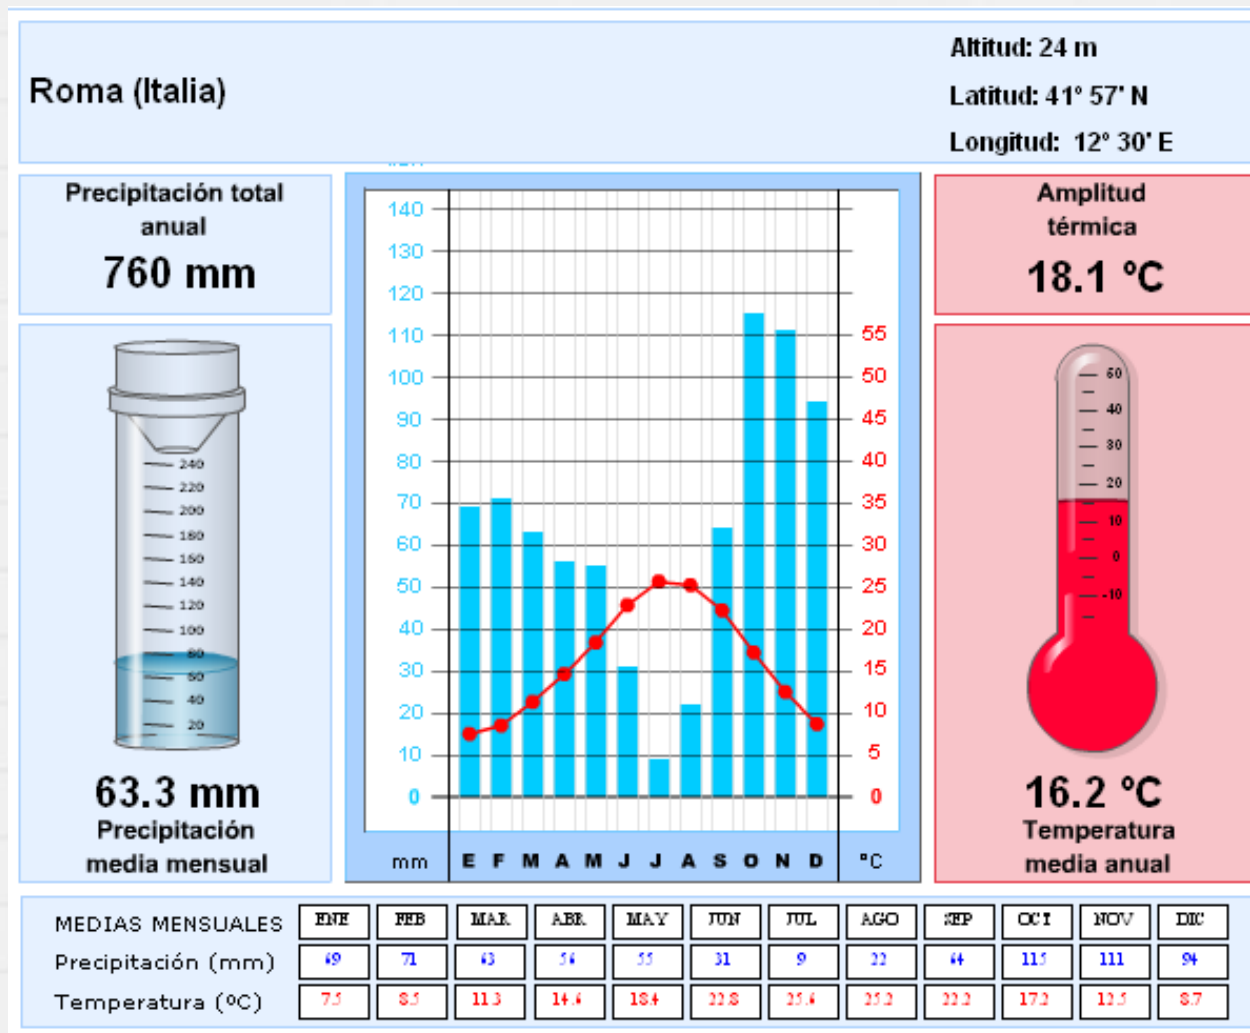 Roma (Italia)
Altitud: 24 m
Latitud: 41º 57' N
Longitud: 12º 30' E
Precipitación total
anual
760 mm
240
220
200
180
160
140
120
100
80
60
40
20
63.3 mm
Precipitación
media mensual
140
130
120
110
100
90
80
70
60
50
40
30
20
10
0
55
50
45
40
35
30
25
20
15
10
5
0
mm E F M A M J J A S O N D ºC
Amplitud
térmica
18.1 ºC
50
40
30
20
10
0
-10
16.2 ºC
Temperatura
media anual
MEDIAS MENSUALES ENE FEB MAR ABR MAY JUN JUL AGO SEP OCT NOV DIC
Precipitación (mm) 69 71 63 56 55 31 9 22 64 115 111 94
Temperatura (ºC) 7.5 8.5 11.3 14.6 18.4 22.8 25.6 25.2 22.2 17.2 12.5 8.7